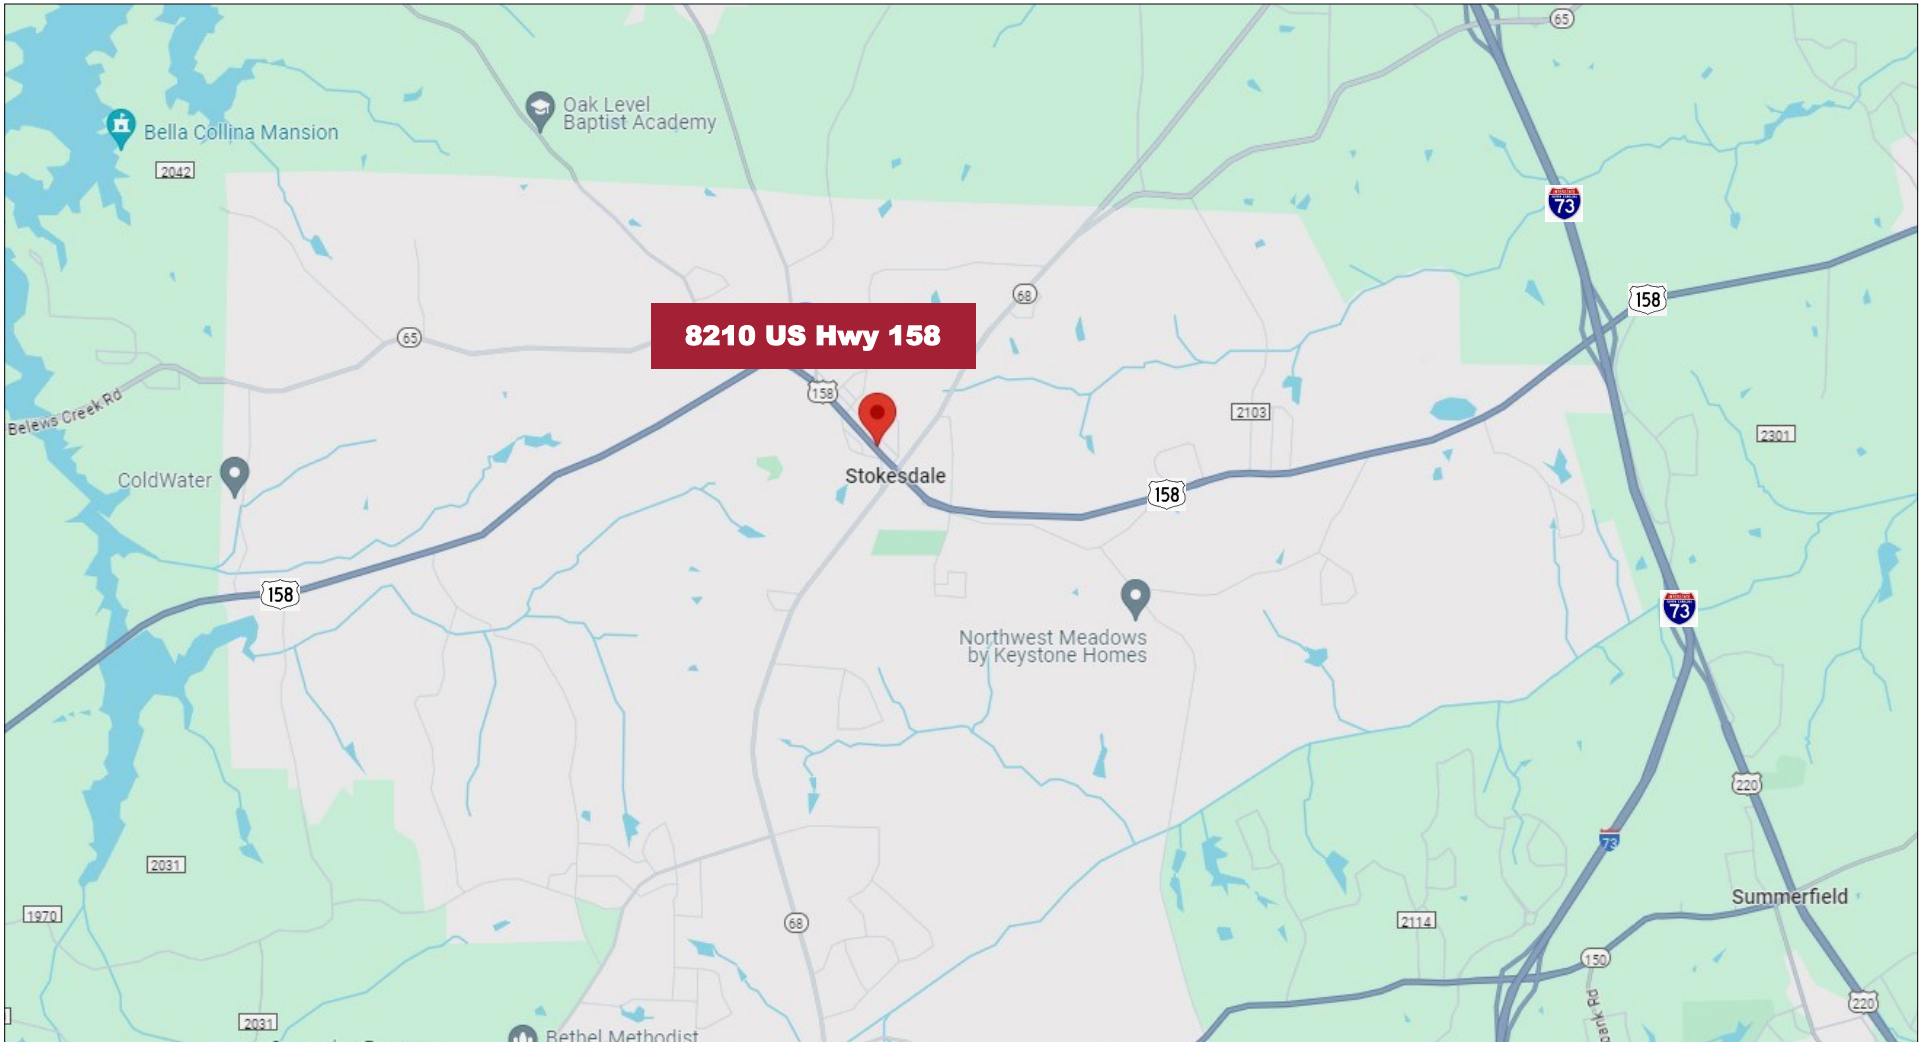 65
Oak Level
Baptist Academy
Bella Collina Mansion
2042
73
158
68
8210 US Hwy 158
65
158
Belews Creek Rd
2103
2301
ColdWater
Stokesdale
158
158
73
Northwest Meadows
by Keystone Homes
220
73
2031
Summerfield
1970
68
2114
150
220
2031
Bethel Methodist